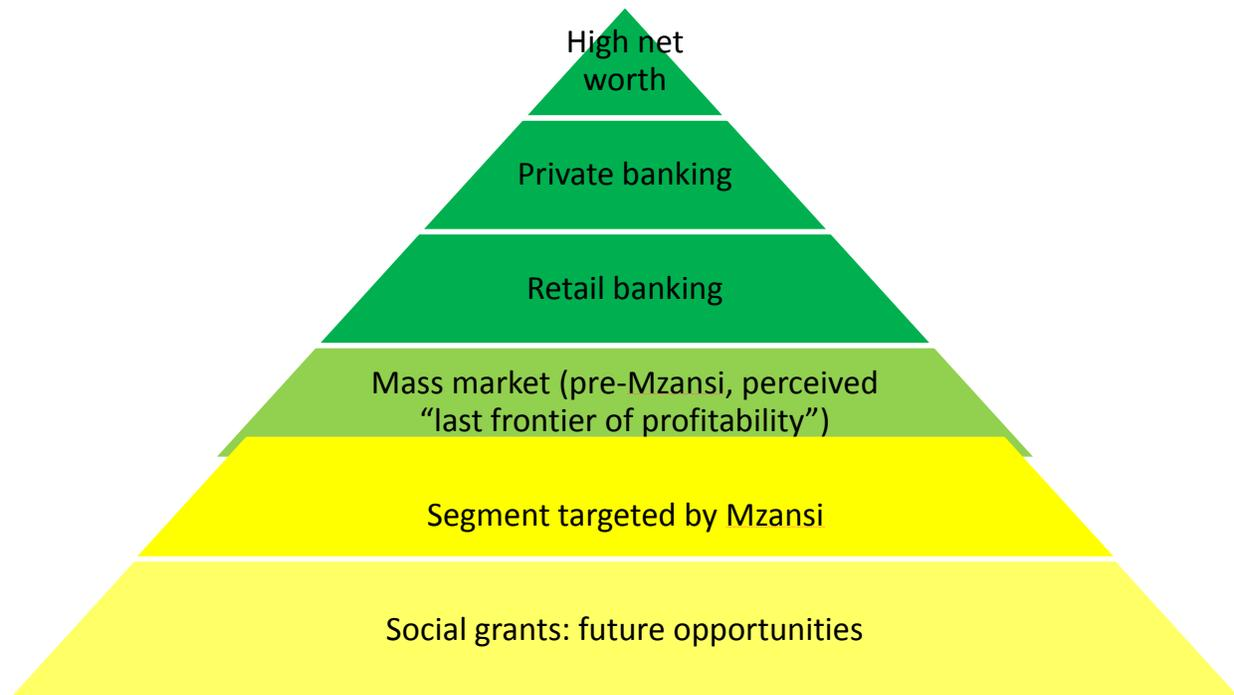 High net
worth
Private banking
Retail banking
Mass market (pre-Mzansi, perceived
“last frontier of profitability”)
Segment targeted by Mzansi
Social grants: future opportunities